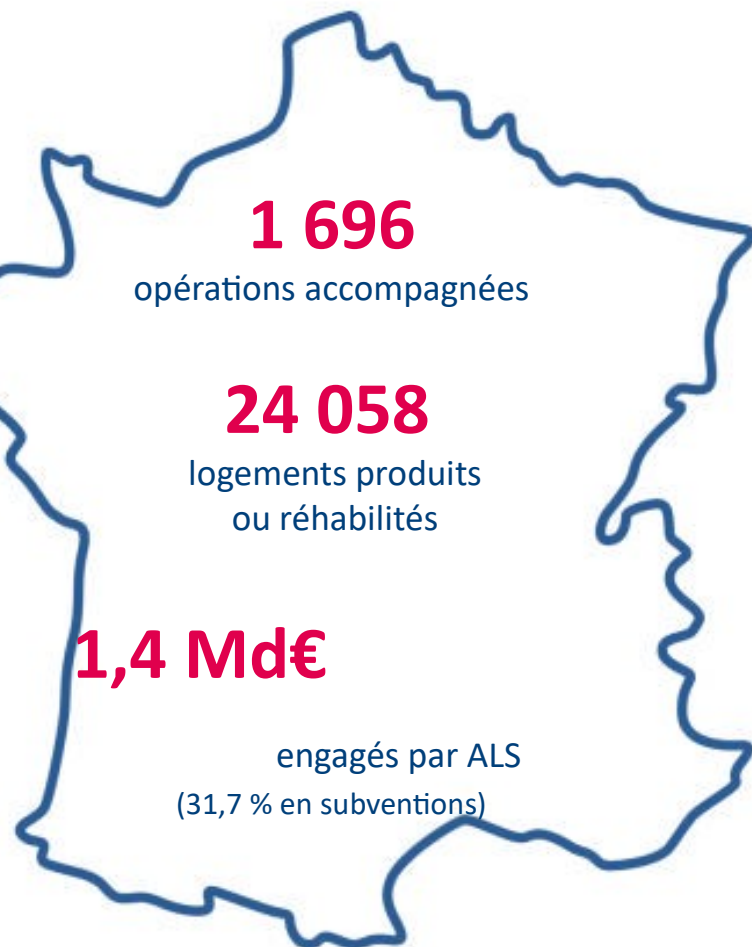 1 696
opérations accompagnées
24 058
logements produits
ou réhabilités
1,4 Md€
engagés par ALS
(31,7 % en subventions)